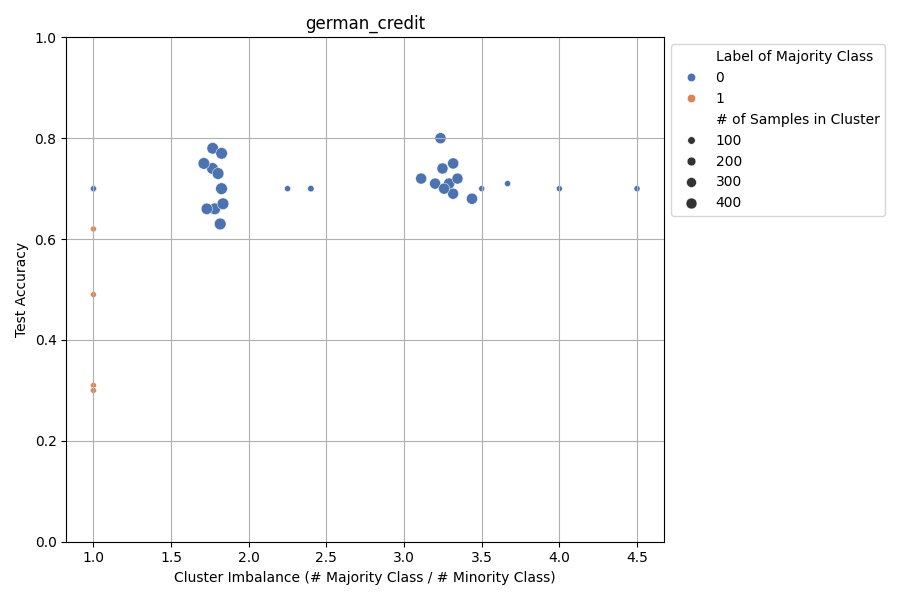 german_credit
Label of Majority Class
0
1
# of Samples in Cluster
100
200
300
400
1.0
0.8
0.6
0.4
0.2
0.0
Test Accuracy
1.0 1.5 2.0 2.5 3.0 3.5 4.0 4.5
Cluster Imbalance (# Majority Class / # Minority Class)